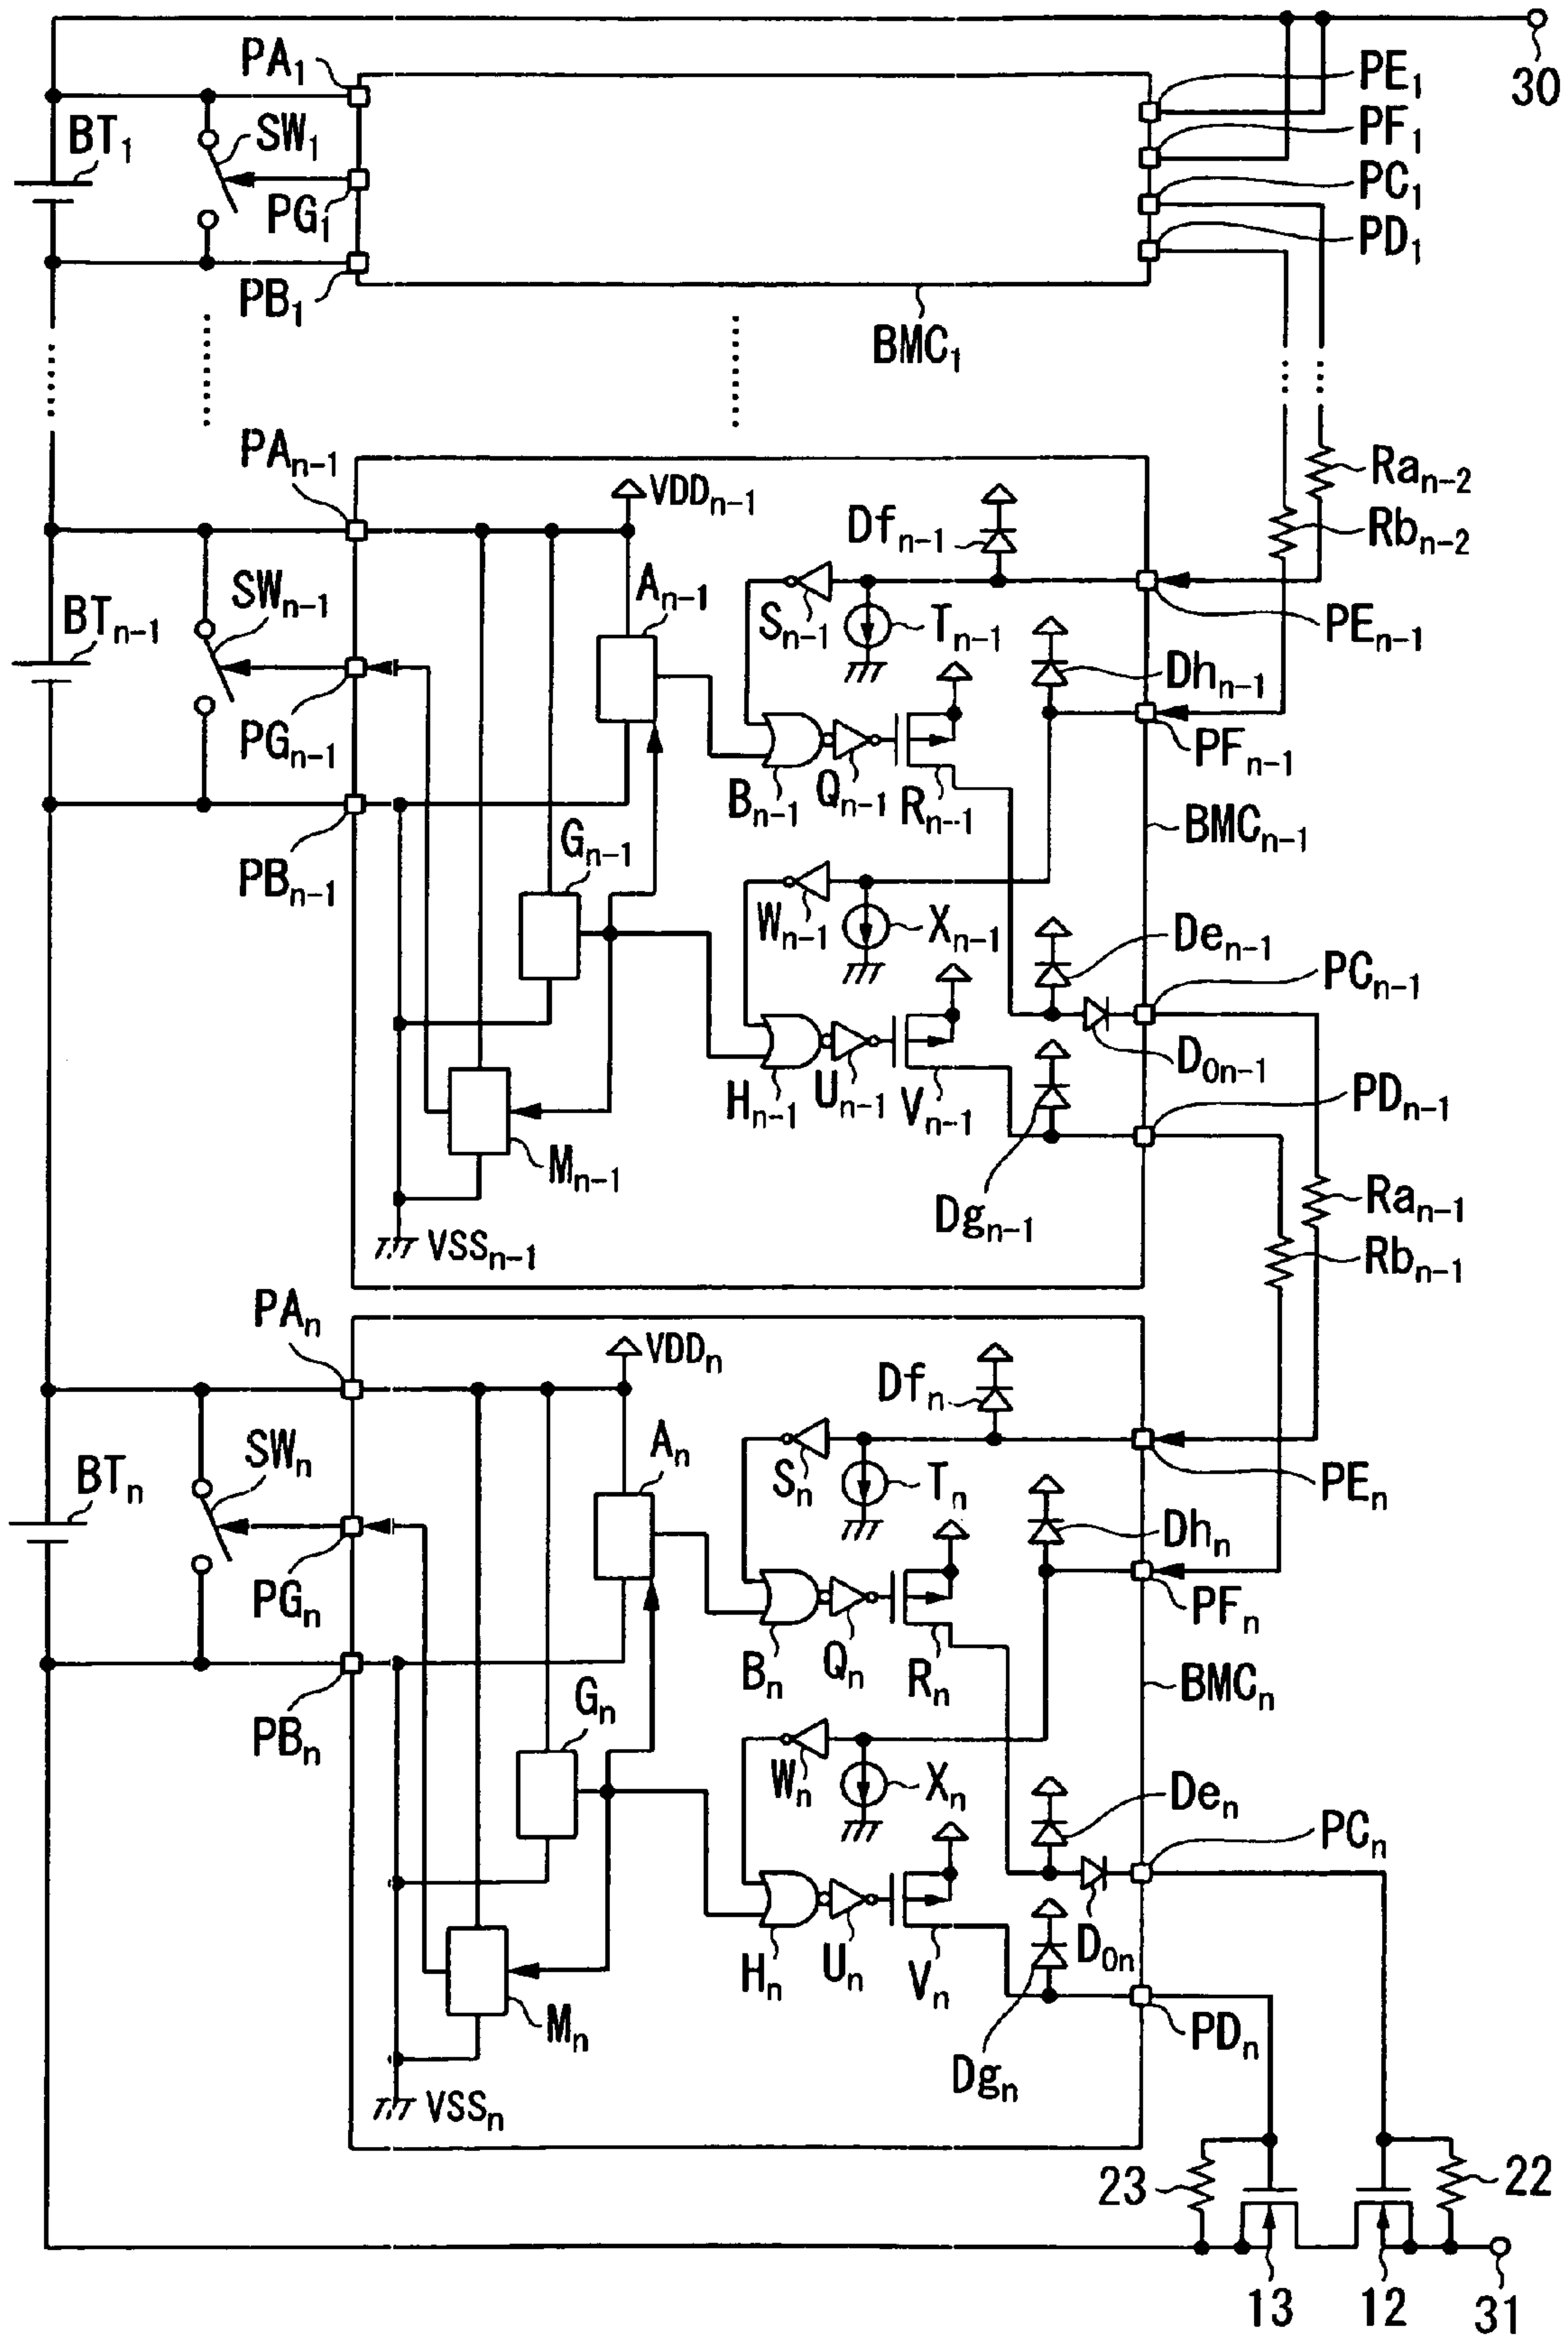 30
PA1
PE1
BT1
SW1
PF1
PG1
PC1
PD1
PB1
BMC1
PAn-1
VDDn-1
Ran-2
Dfn-1
Rbn-2
An-1
SWn-1
BTn-1
Sn-1
Tn-1
PEn-1
Dhn-1
PGn-1
PFn-1
Bn-1
Qn-1
Rn-1
BMCn-1
Gn-1
PBn-1
Wn-1
Xn-1
Den-1
PCn-1
D0n-1
Hn-1
Un-1
Vn-1
PDn-1
Mn-1
Dgn-1
Ran-1
VSSn-1
Rbn-1
PAn
VDDn
Dfn
An
SWn
BTn
Sn
Tn
PEn
Dhn
PGn
PFn
Bn
Qn
Rn
BMCn
Gn
PBn
Wn
Xn
Den
PCn
D0n
Hn
Un
Vn
Mn
PDn
Dgn
VSSn
23
22
13
12
31